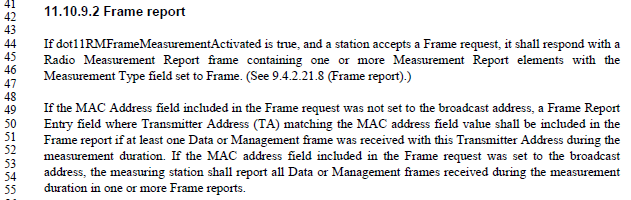 41
42
43
44
45
46
47
48
49
50
51
52
53
54
55
11.10.9.2 Frame report
If dot11RMFrameMeasurementActivated is true, and a station accepts a Frame request, it shall respond with a
Radio Measurement Report frame containing one or more Measurement Report elements with the
Measurement Type field set to Frame. (See 9.4.2.21.8 (Frame report).)
If the MAC Address field included in the Frame request was not set to the broadcast address, a Frame Report
Entry field where Transmitter Address (TA) matching the MAC address field value shall be included in the
Frame report if at least one Data or Management frame was received with this Transmitter Address during the
measurement duration. If the MAC address field included in the Frame request was set to the broadcast
address, the measuring station shall report all Data or Management frames received during the measurement
duration in one or more Frame reports.